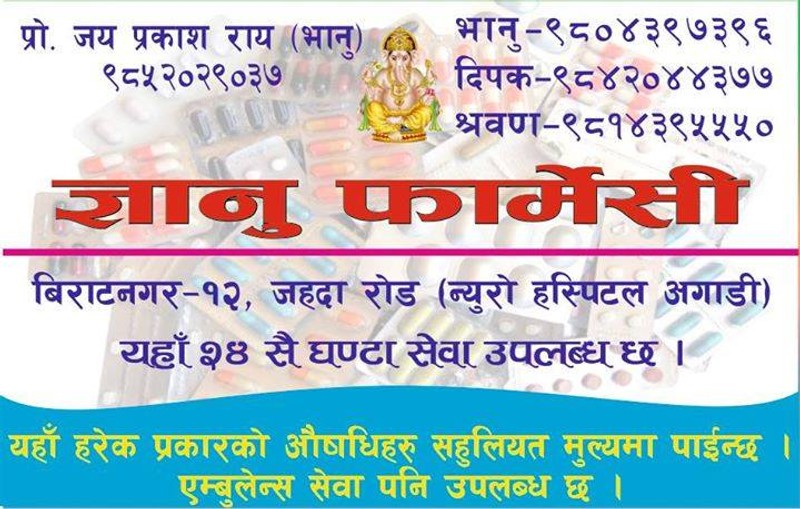 प्रो. जय प्रकाश राय (भानु)
९८५२०२९०३७
भानु-९८०४३९७३९६
दिपक-९८४२०४४३७७
श्रवण-९८१४३९५५५०
ज्ञानु फार्मेसी
बिराटनगर-१२, जहदा रोड (न्युरो हस्पिटल अगाडी)
यहाँ २४ सै घण्टा सेवा उपलब्ध छ ।
यहाँ हरेक प्रकारको औषधिहरु सहुलियत मुल्यमा पाईन्छ ।
एम्बुलेन्स सेवा पनि उपलब्ध छ ।